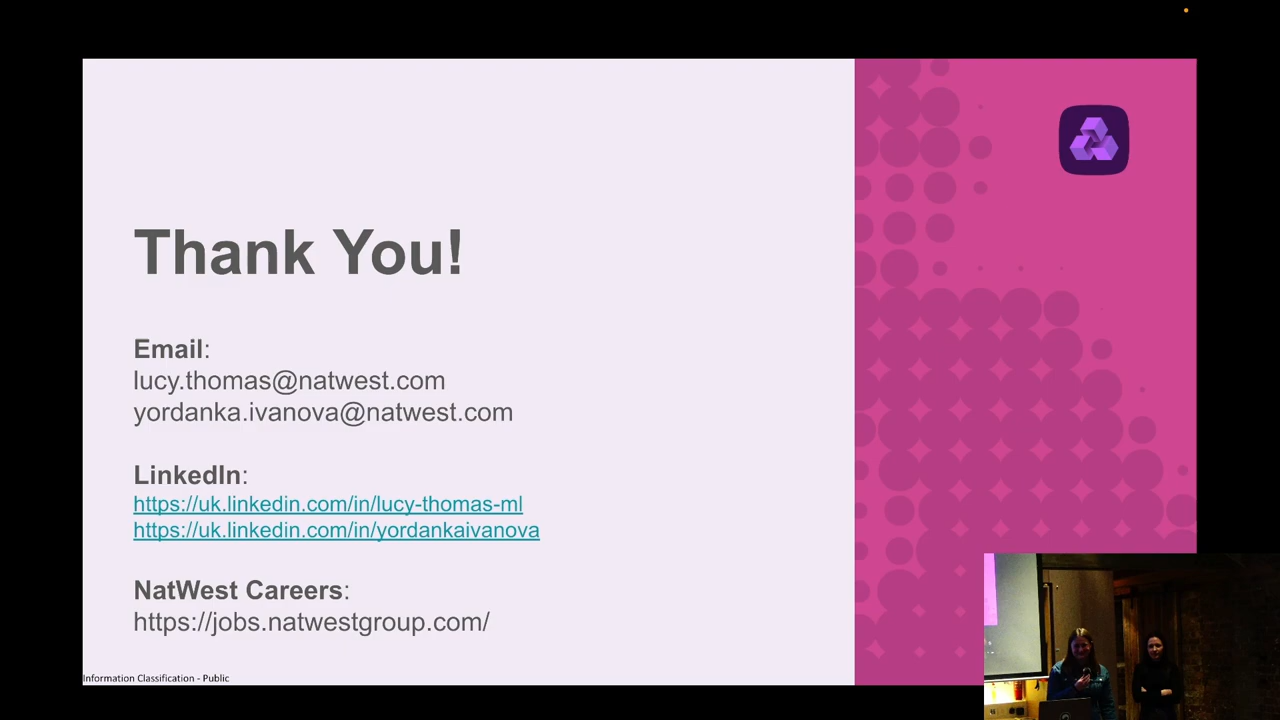 Thank You!
Email:
lucy.thomas@natwest.com
yordanka.ivanova@natwest.com
LinkedIn:
https://uk.linkedin.com/in/lucy-thomas-ml
https://uk.linkedin.com/in/yordankaivanova
NatWest Careers:
https://jobs.natwestgroup.com/
Information Classification - Public